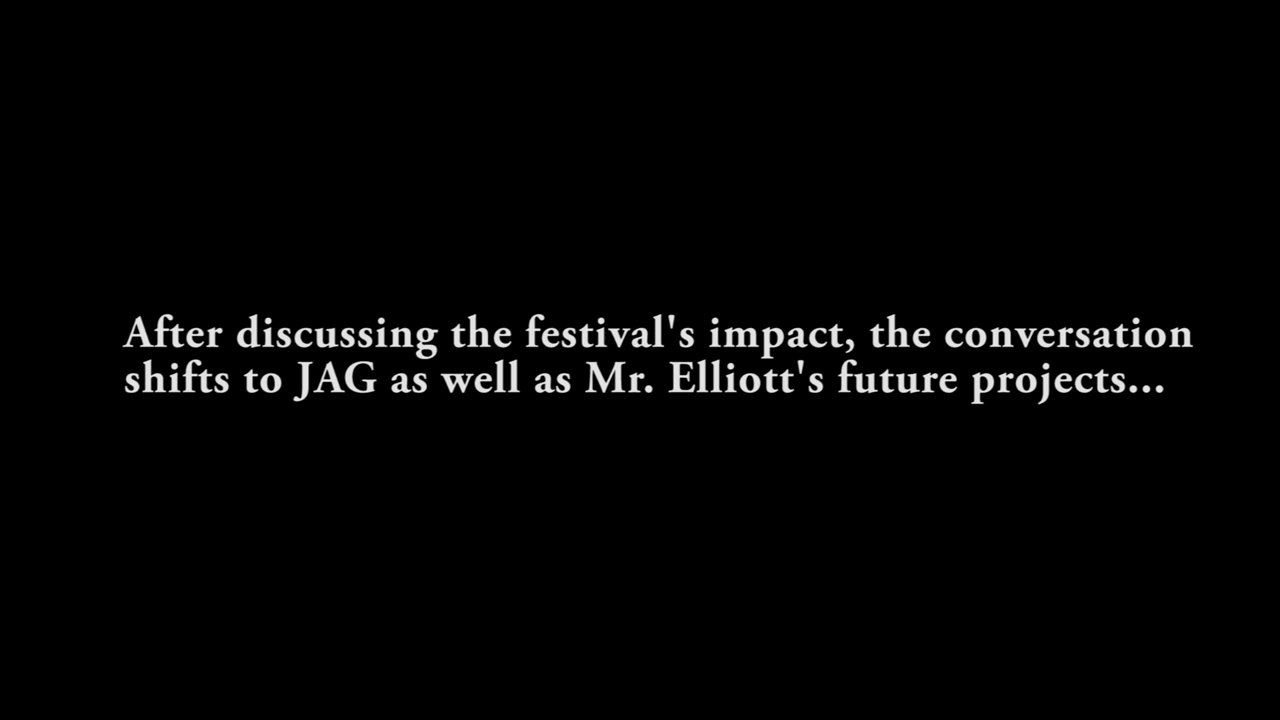 After discussing the festival's impact, the conversation
shifts to JAG as well as Mr. Elliott's future projects...